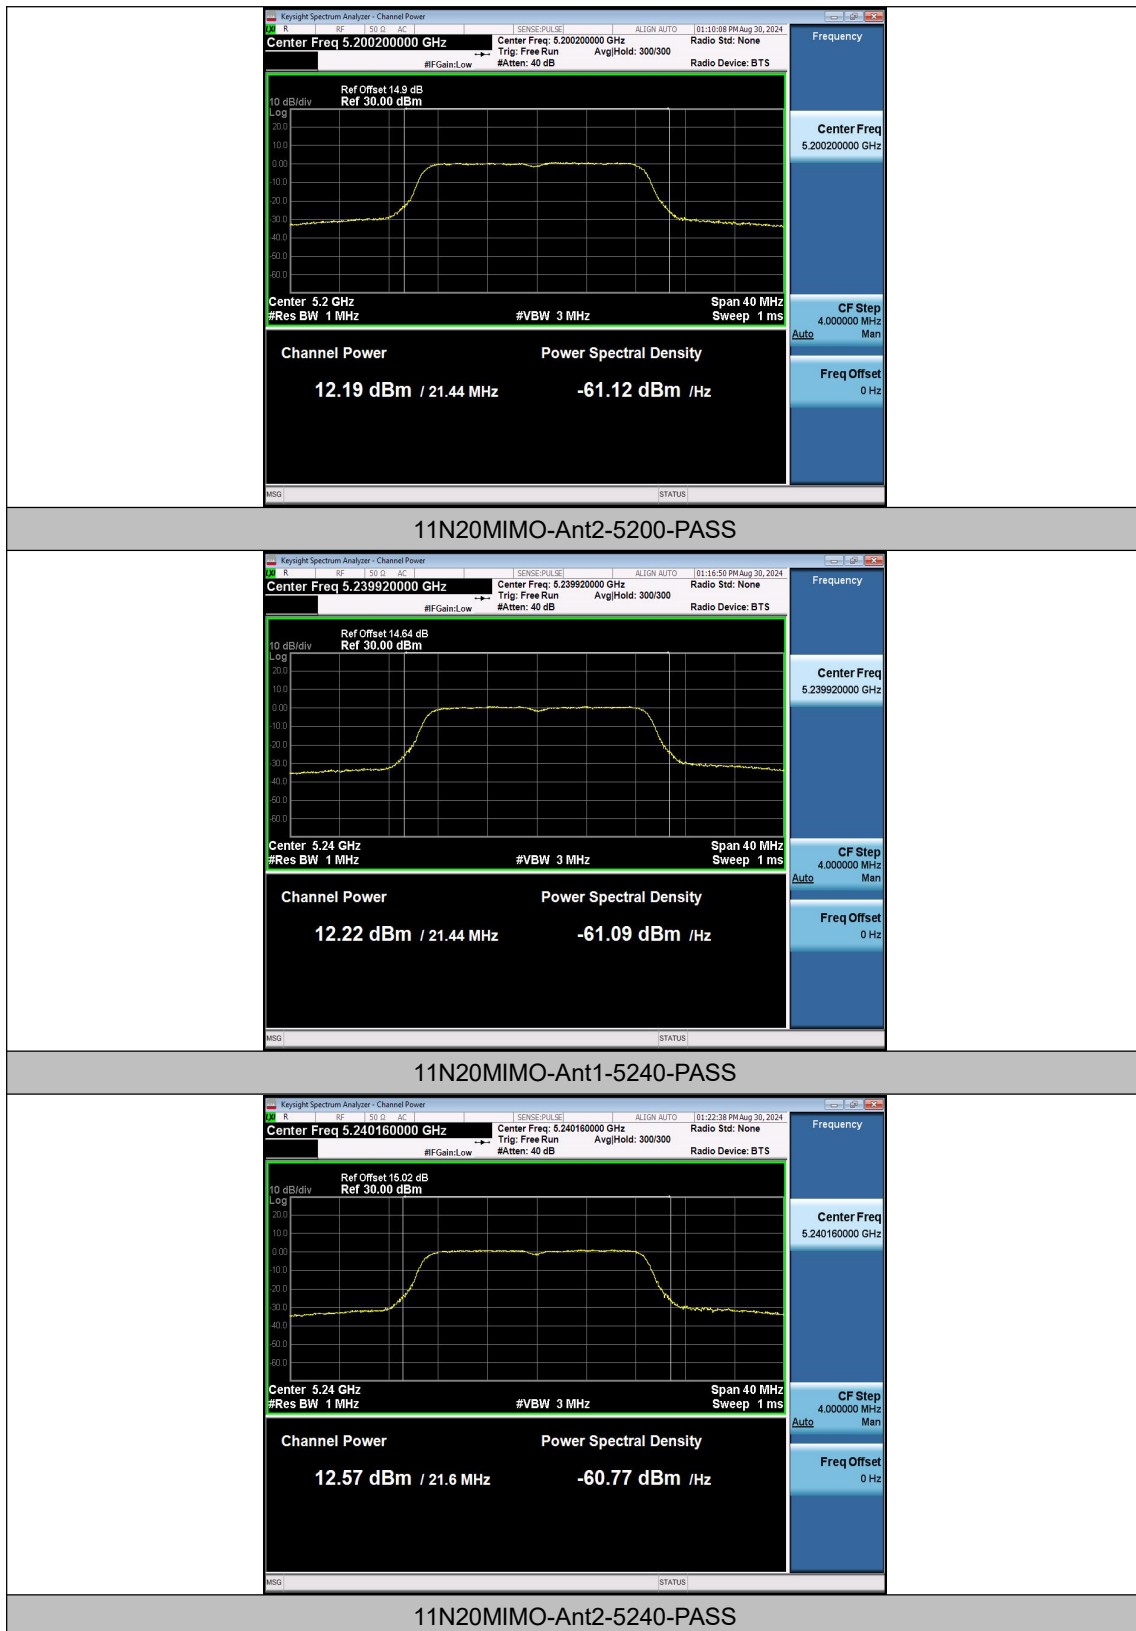 Keysight Spectrum Analyzer - Channel Power
LXI R RF 50 Ω AC SENSE:PULSE ALIGN AUTO 01:10:08 PM Aug 30, 2024
Center Freq 5.200200000 GHz Center Freq: 5.200200000 GHz Radio Std: None
Trig: Free Run Avg|Hold: 300/300
#IFGain:Low #Atten: 40 dB Radio Device: BTS
Frequency
Ref Offset 14.9 dB
10 dB/div Ref 30.00 dBm
Log
20.0
10.0
0.00
-10.0
-20.0
-30.0
-40.0
-50.0
-60.0
Center Freq
5.200200000 GHz
Center 5.2 GHz Span 40 MHz
#Res BW 1 MHz #VBW 3 MHz Sweep 1 ms
CF Step
4.000000 MHz
Auto Man
Channel Power Power Spectral Density
12.19 dBm / 21.44 MHz -61.12 dBm /Hz
Freq Offset
0 Hz
MSG STATUS
11N20MIMO-Ant2-5200-PASS
Keysight Spectrum Analyzer - Channel Power
LXI R RF 50 Ω AC SENSE:PULSE ALIGN AUTO 01:16:50 PM Aug 30, 2024
Center Freq 5.239920000 GHz Center Freq: 5.239920000 GHz Radio Std: None
Trig: Free Run Avg|Hold: 300/300
#IFGain:Low #Atten: 40 dB Radio Device: BTS
Frequency
Ref Offset 14.64 dB
10 dB/div Ref 30.00 dBm
Log
20.0
10.0
0.00
-10.0
-20.0
-30.0
-40.0
-50.0
-60.0
Center Freq
5.239920000 GHz
Center 5.24 GHz Span 40 MHz
#Res BW 1 MHz #VBW 3 MHz Sweep 1 ms
CF Step
4.000000 MHz
Auto Man
Channel Power Power Spectral Density
12.22 dBm / 21.44 MHz -61.09 dBm /Hz
Freq Offset
0 Hz
MSG STATUS
11N20MIMO-Ant1-5240-PASS
Keysight Spectrum Analyzer - Channel Power
LXI R RF 50 Ω AC SENSE:PULSE ALIGN AUTO 01:22:38 PM Aug 30, 2024
Center Freq 5.240160000 GHz Center Freq: 5.240160000 GHz Radio Std: None
Trig: Free Run Avg|Hold: 300/300
#IFGain:Low #Atten: 40 dB Radio Device: BTS
Frequency
Ref Offset 15.02 dB
10 dB/div Ref 30.00 dBm
Log
20.0
10.0
0.00
-10.0
-20.0
-30.0
-40.0
-50.0
-60.0
Center Freq
5.240160000 GHz
Center 5.24 GHz Span 40 MHz
#Res BW 1 MHz #VBW 3 MHz Sweep 1 ms
CF Step
4.000000 MHz
Auto Man
Channel Power Power Spectral Density
12.57 dBm / 21.6 MHz -60.77 dBm /Hz
Freq Offset
0 Hz
MSG STATUS
11N20MIMO-Ant2-5240-PASS